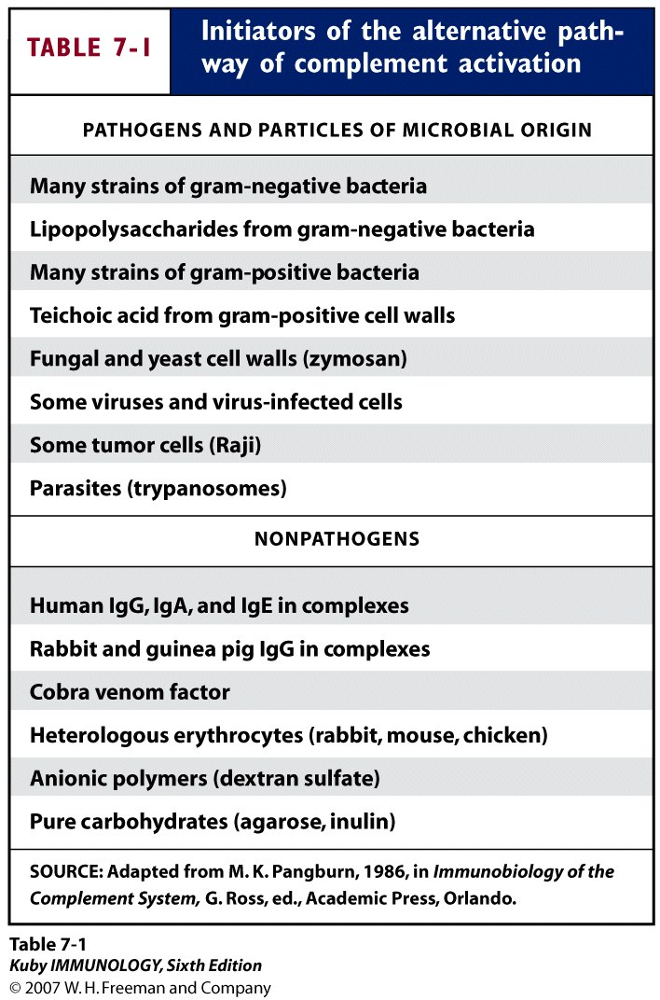 TABLE 7-1
Initiators of the alternative path-
way of complement activation
PATHOGENS AND PARTICLES OF MICROBIAL ORIGIN
Many strains of gram-negative bacteria
Lipopolysaccharides from gram-negative bacteria
Many strains of gram-positive bacteria
Teichoic acid from gram-positive cell walls
Fungal and yeast cell walls (zymosan)
Some viruses and virus-infected cells
Some tumor cells (Raji)
Parasites (trypanosomes)
NONPATHOGENS
Human IgG, IgA, and IgE in complexes
Rabbit and guinea pig IgG in complexes
Cobra venom factor
Heterologous erythrocytes (rabbit, mouse, chicken)
Anionic polymers (dextran sulfate)
Pure carbohydrates (agarose, inulin)
SOURCE: Adapted from M. K. Pangburn, 1986, in Immunobiology of the
Complement System, G. Ross, ed., Academic Press, Orlando.
Table 7-1
Kuby IMMUNOLOGY, Sixth Edition
© 2007 W. H. Freeman and Company